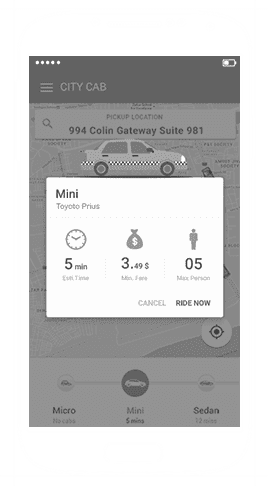 CITY CAB
PICKUP LOCATION
994 Colin Gateway Suite 981
Mini
Toyoto Prius
5 min
3.49 $
05
Estt.Time
Min. Fare
Max Person
CANCEL RIDE NOW
Micro
Mini
Sedan
No cabs
5 mins
12 mins